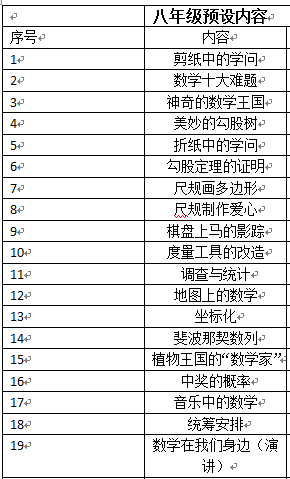 八年级预设内容
序号 内容
1 剪纸中的学问
2 数学十大难题
3 神奇的数学王国
4 美妙的勾股树
5 折纸中的学问
6 勾股定理的证明
7 尺规画多边形
8 尺规制作爱心
9 棋盘上马的影踪
10 度量工具的改造
11 调查与统计
12 地图上的数学
13 坐标化
14 斐波那契数列
15 植物王国的“数学家”
16 中奖的概率
17 音乐中的数学
18 统筹安排
19 数学在我们身边（演
讲）